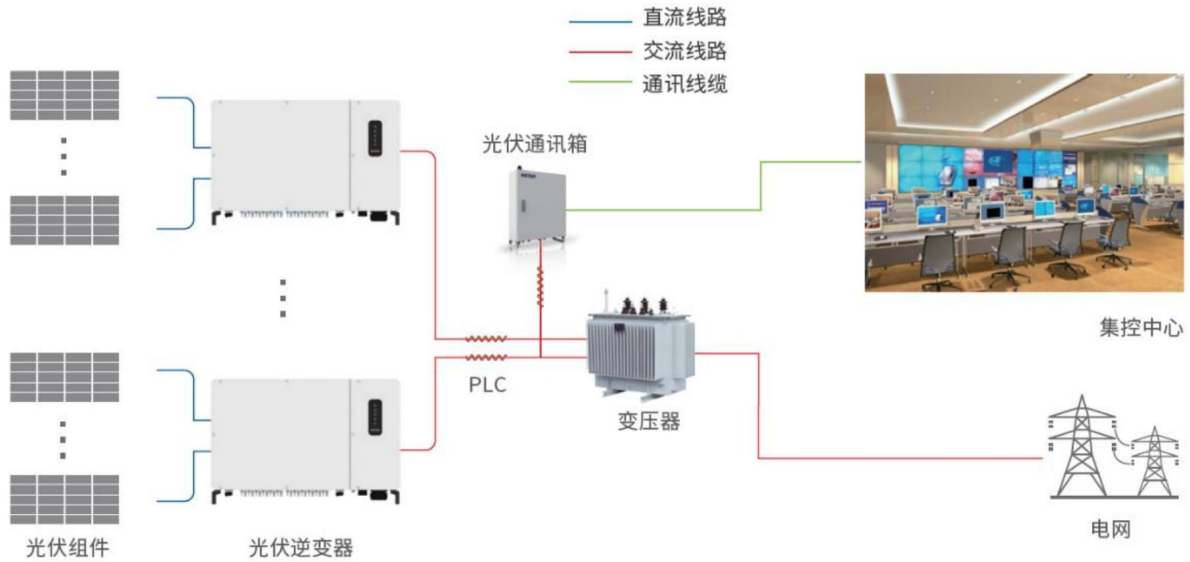 直流线路
交流线路
通讯线缆
光伏通讯箱
集控中心
PLC
变压器
电网
光伏组件
光伏逆变器